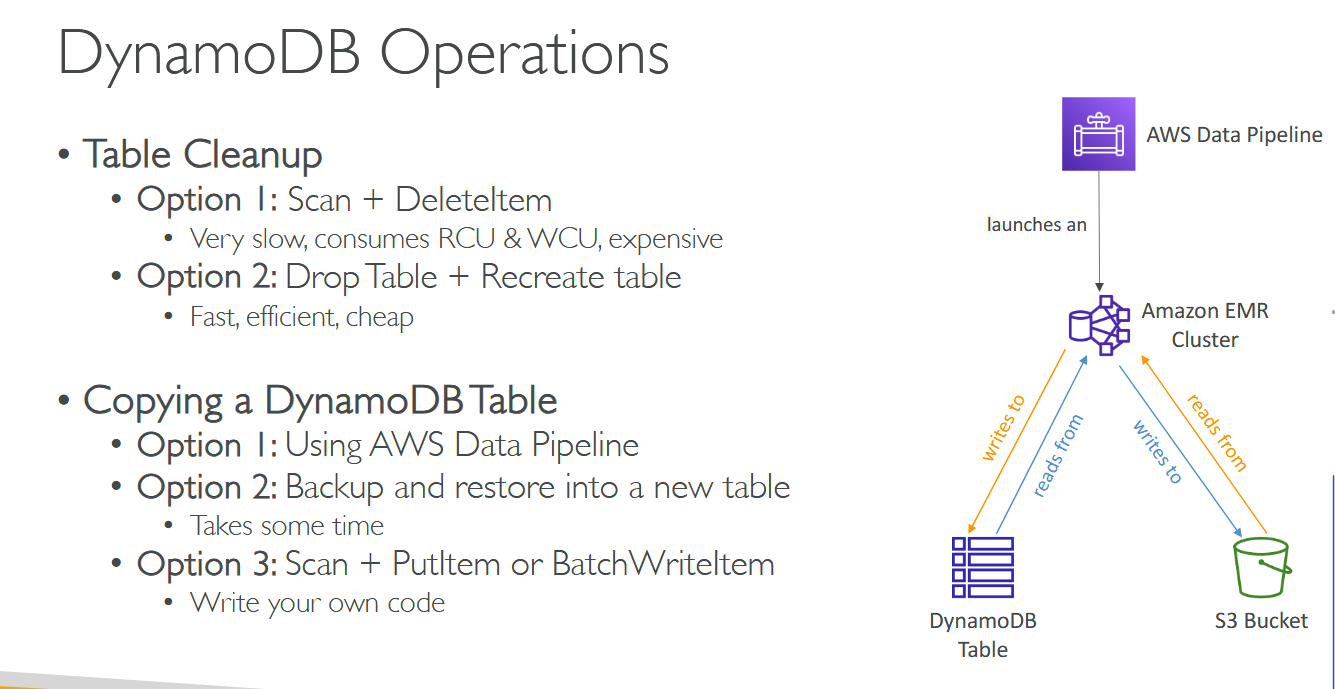 DynamoDB Operations
• Table Cleanup
• Option 1: Scan + DeleteItem
• Very slow, consumes RCU & WCU, expensive
• Option 2: Drop Table + Recreate table
• Fast, efficient, cheap
• Copying a DynamoDB Table
• Option 1: Using AWS Data Pipeline
• Option 2: Backup and restore into a new table
• Takes some time
• Option 3: Scan + PutItem or BatchWriteItem
• Write your own code
AWS Data Pipeline
launches an
Amazon EMR
Cluster
writes to
reads from
writes to
reads from
DynamoDB
Table
S3 Bucket